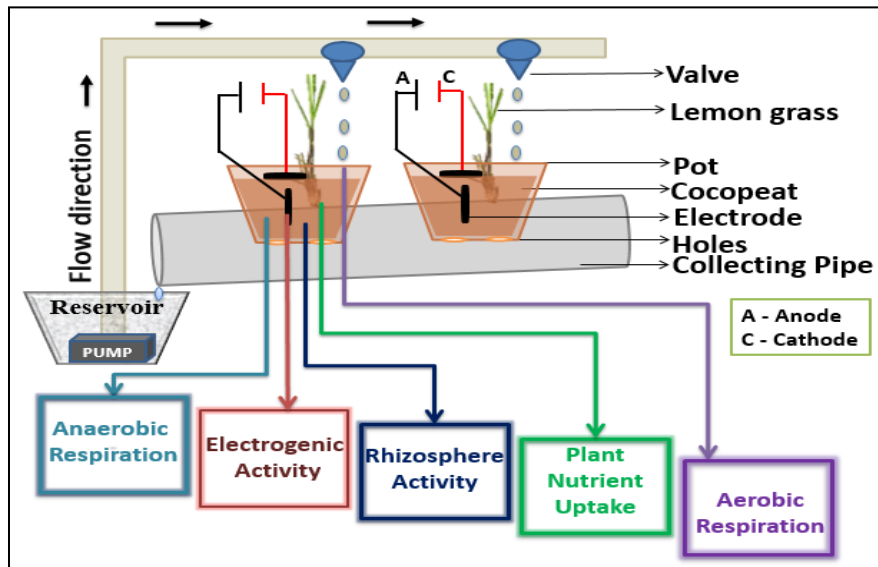 A C
Valve
Lemon grass
Pot
Cocopeat
Electrode
Holes
Collecting Pipe
Flow direction
Reservoir
PUMP
A - Anode
C - Cathode
Anaerobic
Respiration
Electrogenic
Activity
Rhizosphere
Activity
Plant
Nutrient
Uptake
Aerobic
Respiration